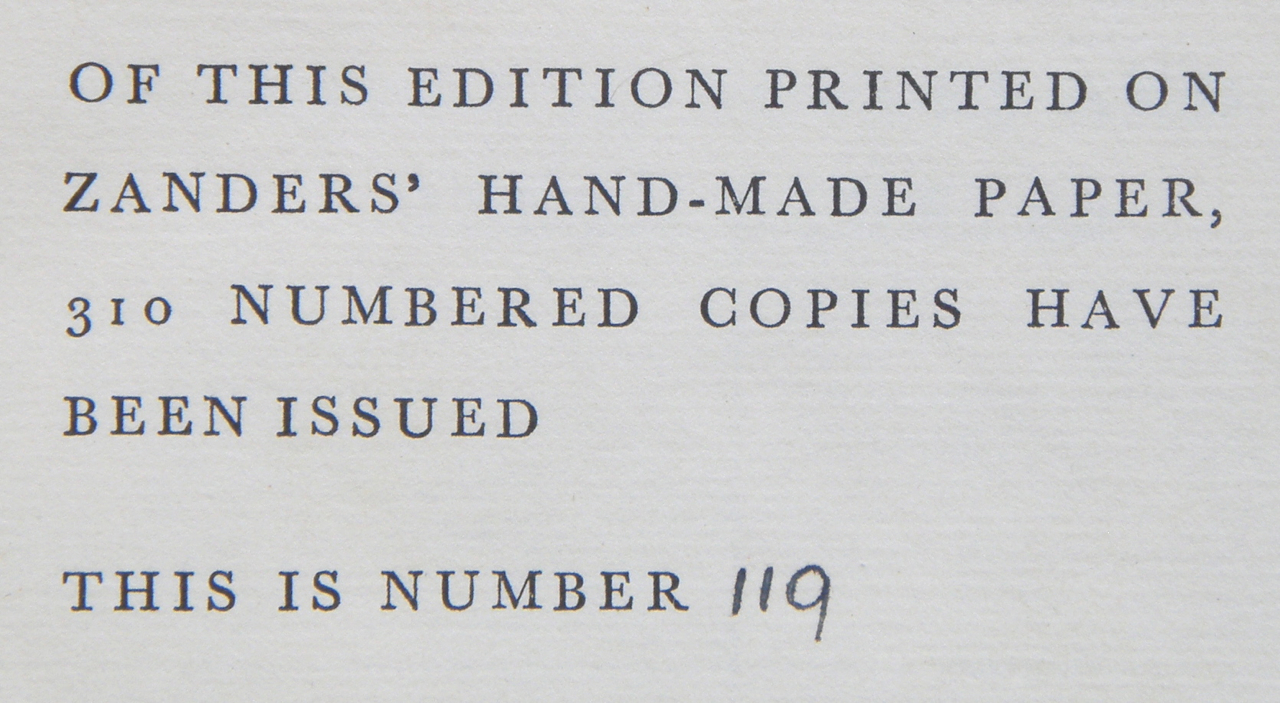 OF THIS EDITION PRINTED ON
ZANDERS’ HAND-MADE PAPER,
310 NUMBERED COPIES HAVE
BEEN ISSUED
THIS IS NUMBER 119